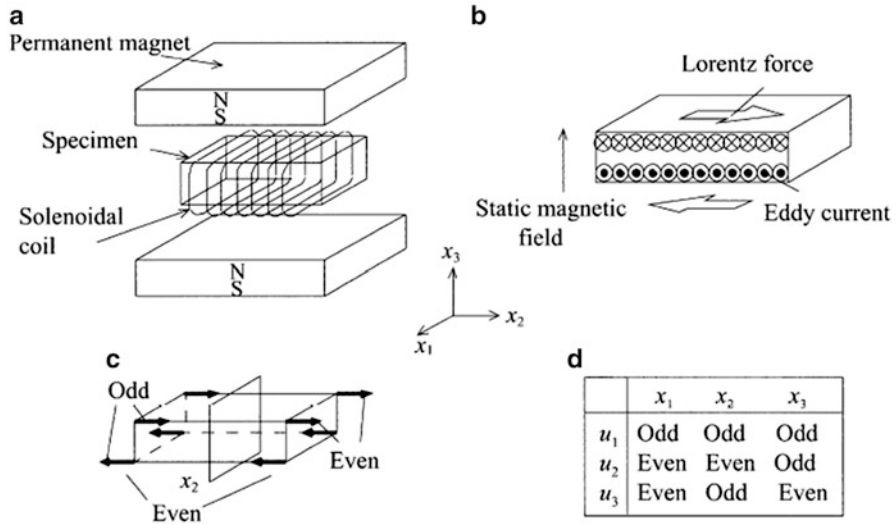 a
Permanent magnet
N
S
Specimen
Solenoidal
coil
N
S
b
Lorentz force
Static magnetic
field
Eddy current
x₃
x₂
x₁
c
Odd
x₂
Even
Even
d
x₁ x₂ x₃
u₁ Odd Odd Odd
u₂ Even Even Odd
u₃ Even Odd Even